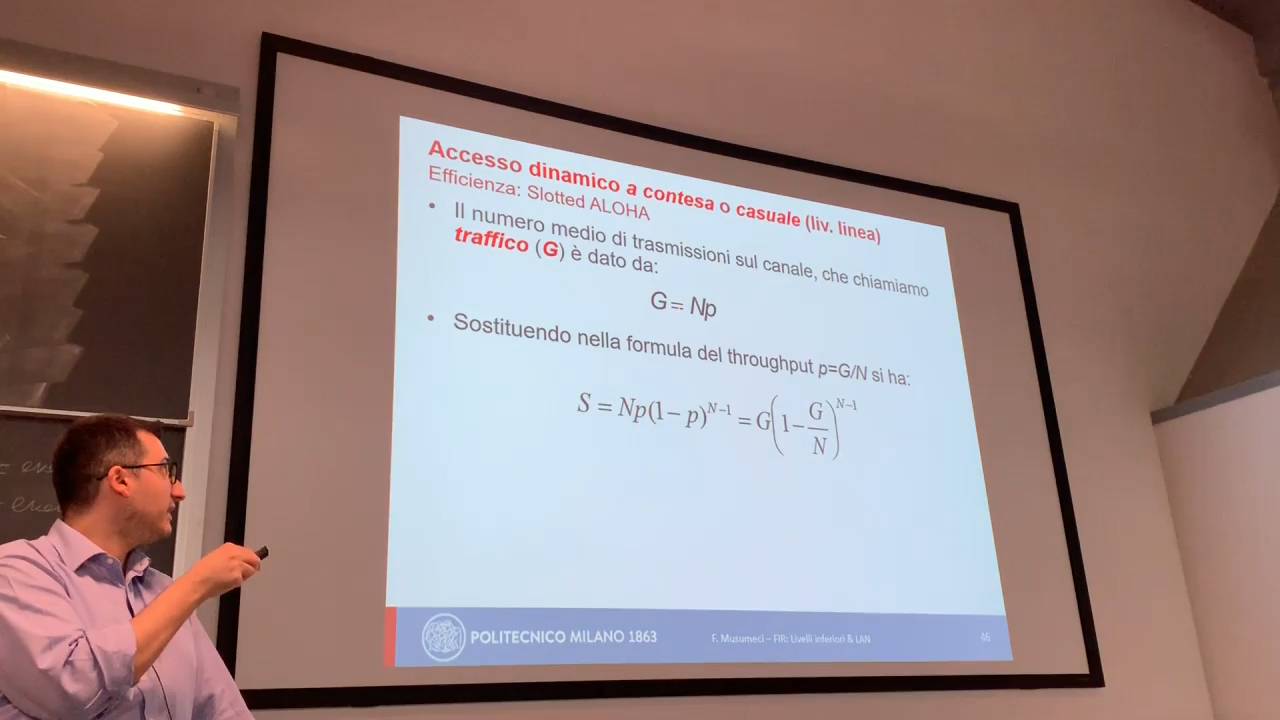 Accesso dinamico a contesa o casuale (liv. linea)
Efficienza: Slotted ALOHA
• Il numero medio di trasmissioni sul canale, che chiamiamo
traffico (G) è dato da:
G = Np
• Sostituendo nella formula del throughput p=G/N si ha:
S = Np(1 − p)^{N−1} = G(1 − G/N)^{N−1}
POLITECNICO MILANO 1863
F. Musumeci – FIR: Livelli inferiori & LAN
46